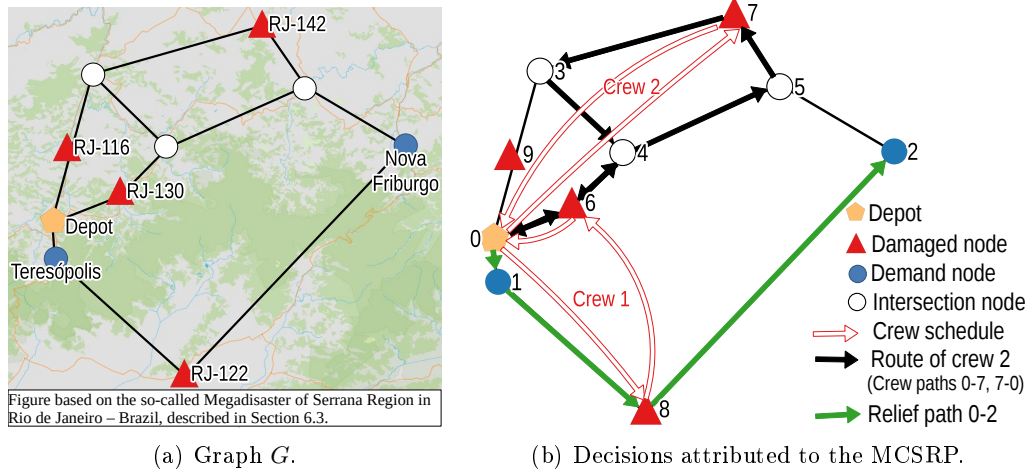 RJ-142
RJ-116
RJ-130
Nova
Friburgo
Depot
Teresópolis
RJ-122
Figure based on the so-called Megadisaster of Serrana Region in
Rio de Janeiro – Brazil, described in Section 6.3.
(a) Graph G.
7
3
Crew 2
5
4
9
2
6
0
1
Crew 1
8
Depot
Damaged node
Demand node
Intersection node
Crew schedule
Route of crew 2
(Crew paths 0-7, 7-0)
Relief path 0-2
(b) Decisions attributed to the MCSRP.